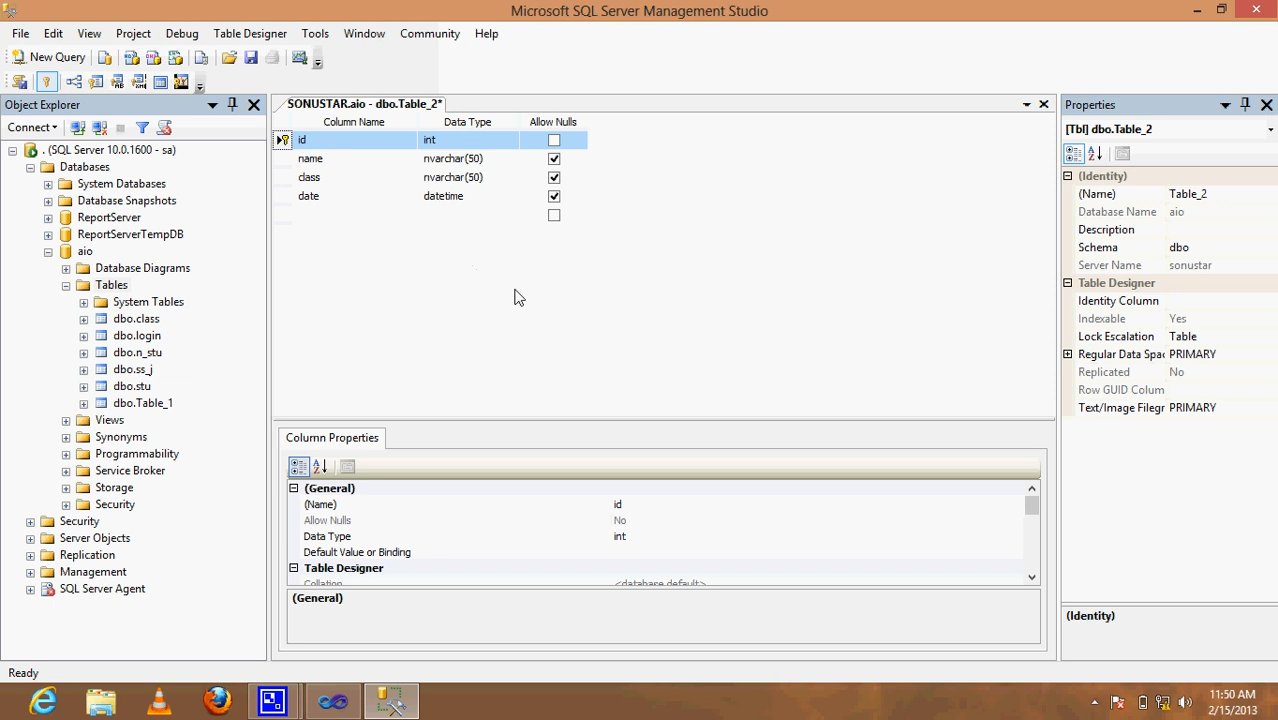 Microsoft SQL Server Management Studio
File Edit View Project Debug Table Designer Tools Window Community Help
New Query
Object Explorer
Connect
. (SQL Server 10.0.1600 - sa)
Databases
System Databases
Database Snapshots
ReportServer
ReportServerTempDB
aio
Database Diagrams
Tables
System Tables
dbo.class
dbo.login
dbo.n_stu
dbo.ss_j
dbo.stu
dbo.Table_1
Views
Synonyms
Programmability
Service Broker
Storage
Security
Security
Server Objects
Replication
Management
SQL Server Agent
SONUSTAR.aio - dbo.Table_2*
Column Name Data Type Allow Nulls
id int
name nvarchar(50)
class nvarchar(50)
date datetime
Column Properties
(General)
(Name) id
Allow Nulls No
Data Type int
Default Value or Binding
Table Designer
Collation <database default>
(General)
Properties
[Tbl] dbo.Table_2
(Identity)
(Name) Table_2
Database Name aio
Description
Schema dbo
Server Name sonustar
Table Designer
Identity Column
Indexable Yes
Lock Escalation Table
Regular Data Spac PRIMARY
Replicated No
Row GUID Colum
Text/Image Filegr PRIMARY
(Identity)
Ready
11:50 AM
2/15/2013